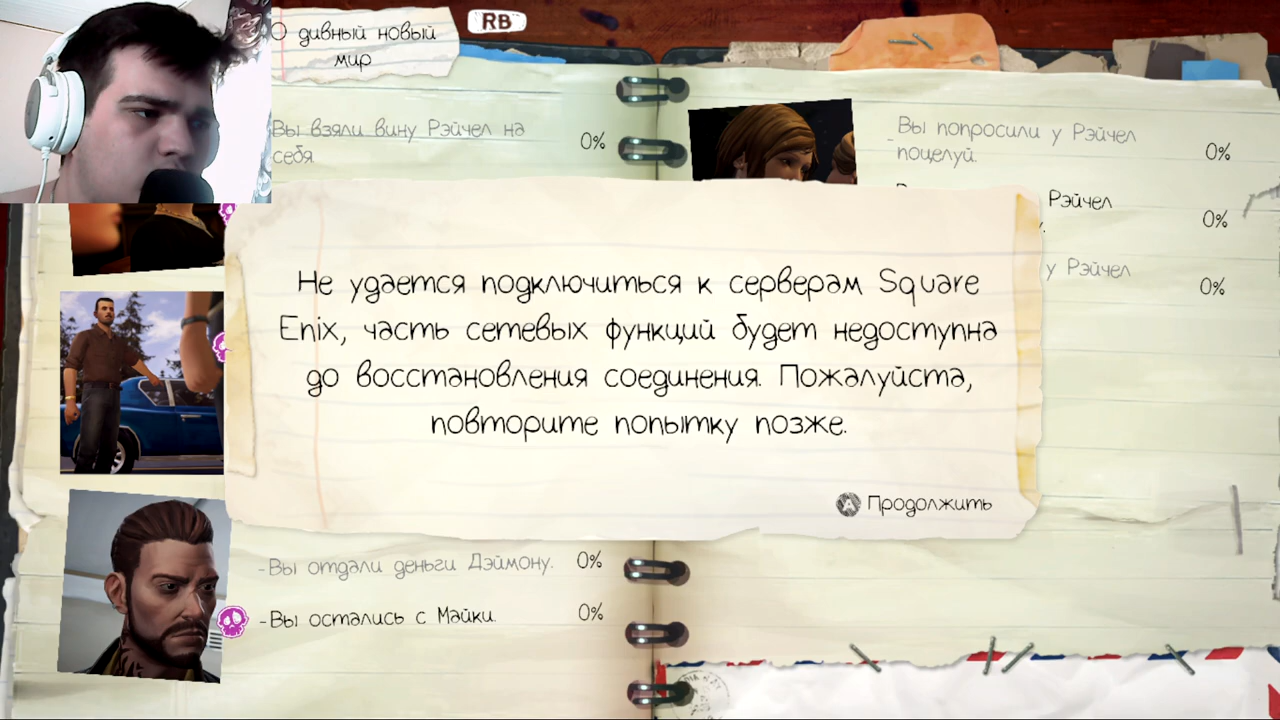 О дивный новый
мир
RB
Вы взяли вину Рэйчел на
себя
0%
-Вы попросили у Рэйчел
поцелуй.
0%
Рэйчел
0%
у Рэйчел
0%
Не удается подключиться к серверам Square
Enix, часть сетевых функций будет недоступна
до восстановления соединения. Пожалуйста,
повторите попытку позже.
A Продолжить
-Вы отдали деньги Дэймону. 0%
-Вы остались с Майки. 0%